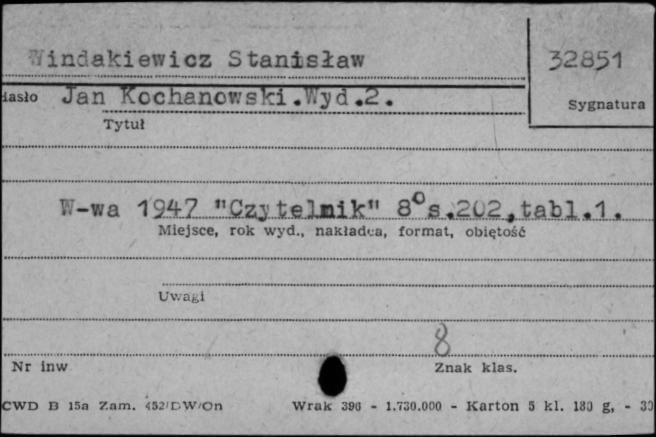 Windakiewicz Stanisław
32851
iasło Jan Kochanowski.Wyd.2.
Sygnatura
Tytuł
W-wa 1947 "Czytelnik" 8°s.202,tabl.1.
Miejsce, rok wyd., nakładca, format, objętość
Uwagi
8
Nr inw
Znak klas.
CWD B 15a Zam. 452/DW/On Wrak 396 - 1.730.000 - Karton 5 kl. 180 g, - 30